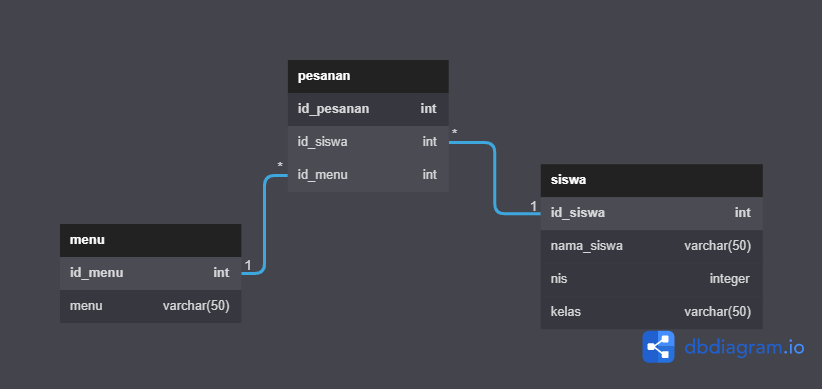 pesanan
id_pesanan int
id_siswa int
id_menu int
*
*
siswa
id_siswa int
nama_siswa varchar(50)
nis integer
kelas varchar(50)
1
menu
id_menu int
menu varchar(50)
1
dbdiagram.io